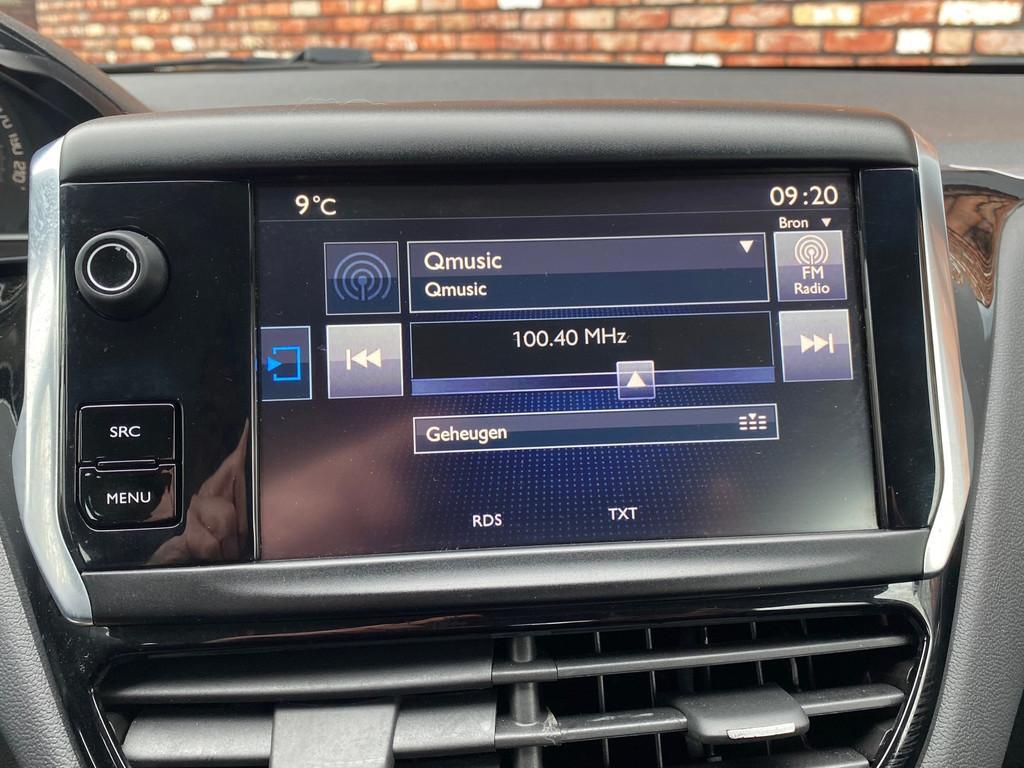 9°C
09:20
Bron
Qmusic
Qmusic
FM
Radio
100.40 MHz
SRC
Geheugen
MENU
RDS
TXT